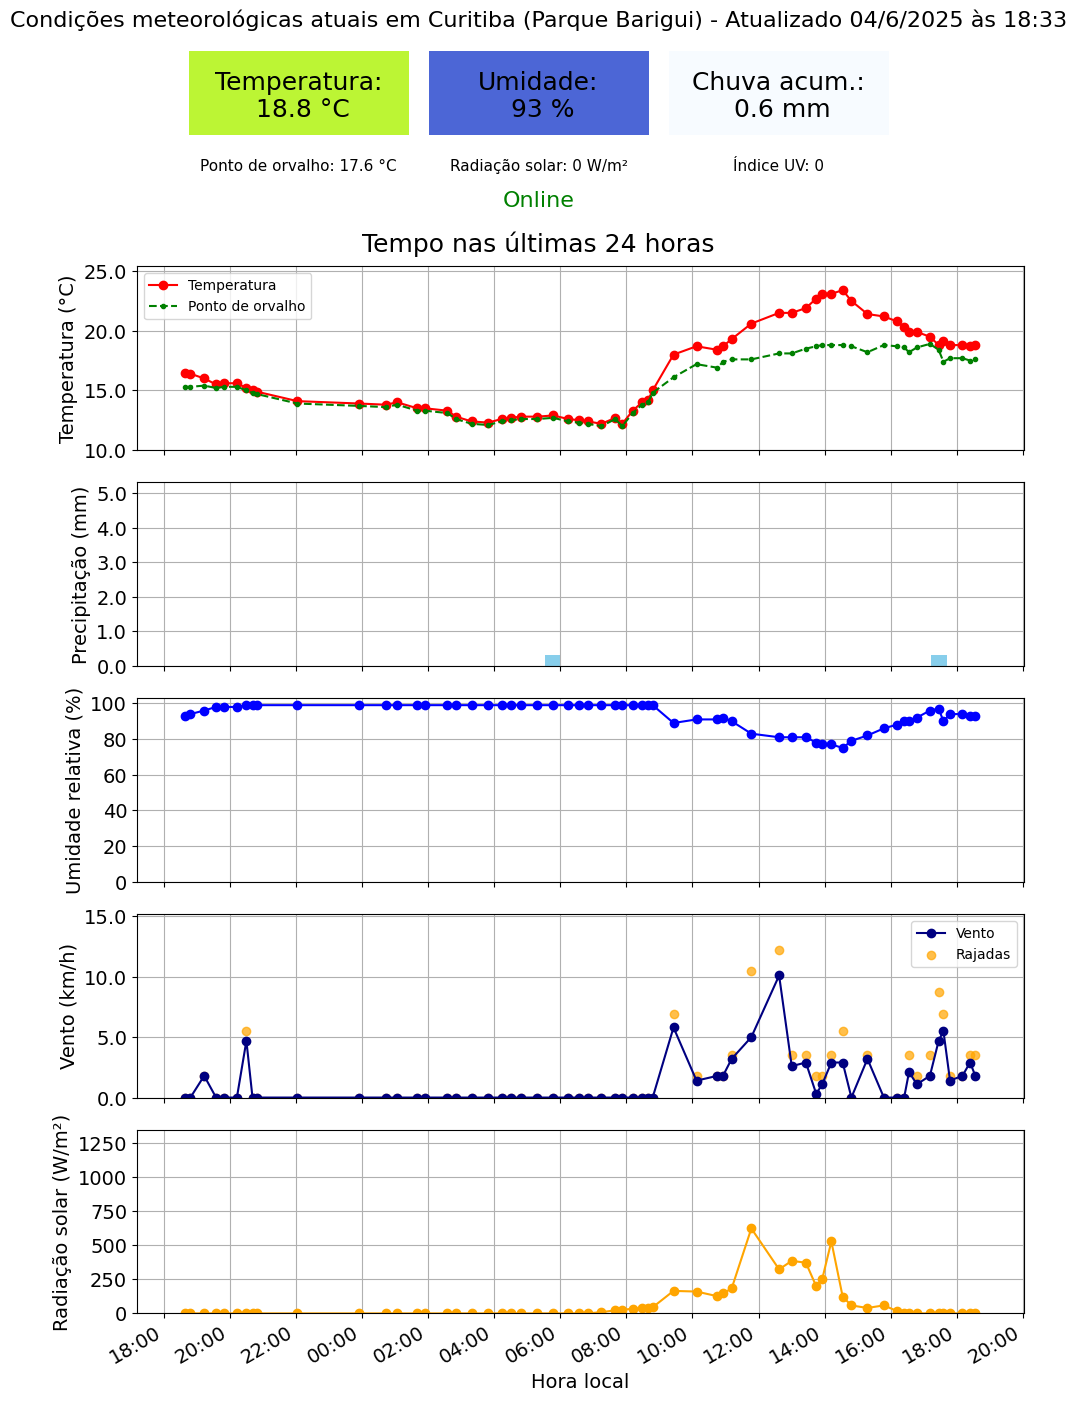 Condições meteorológicas atuais em Curitiba (Parque Barigui) - Atualizado 04/6/2025 às 18:33
Temperatura:
18.8 °C
Umidade:
93 %
Chuva acum.:
0.6 mm
Ponto de orvalho: 17.6 °C
Radiação solar: 0 W/m²
Índice UV: 0
Online
Tempo nas últimas 24 horas
Temperatura (°C)
25.0
20.0
15.0
10.0
Temperatura
Ponto de orvalho
Precipitação (mm)
5.0
4.0
3.0
2.0
1.0
0.0
Umidade relativa (%)
100
80
60
40
20
0
Vento (km/h)
15.0
10.0
5.0
0.0
Vento
Rajadas
Radiação solar (W/m²)
1250
1000
750
500
250
0
18:00
20:00
22:00
00:00
02:00
04:00
06:00
08:00
10:00
12:00
14:00
16:00
18:00
20:00
Hora local